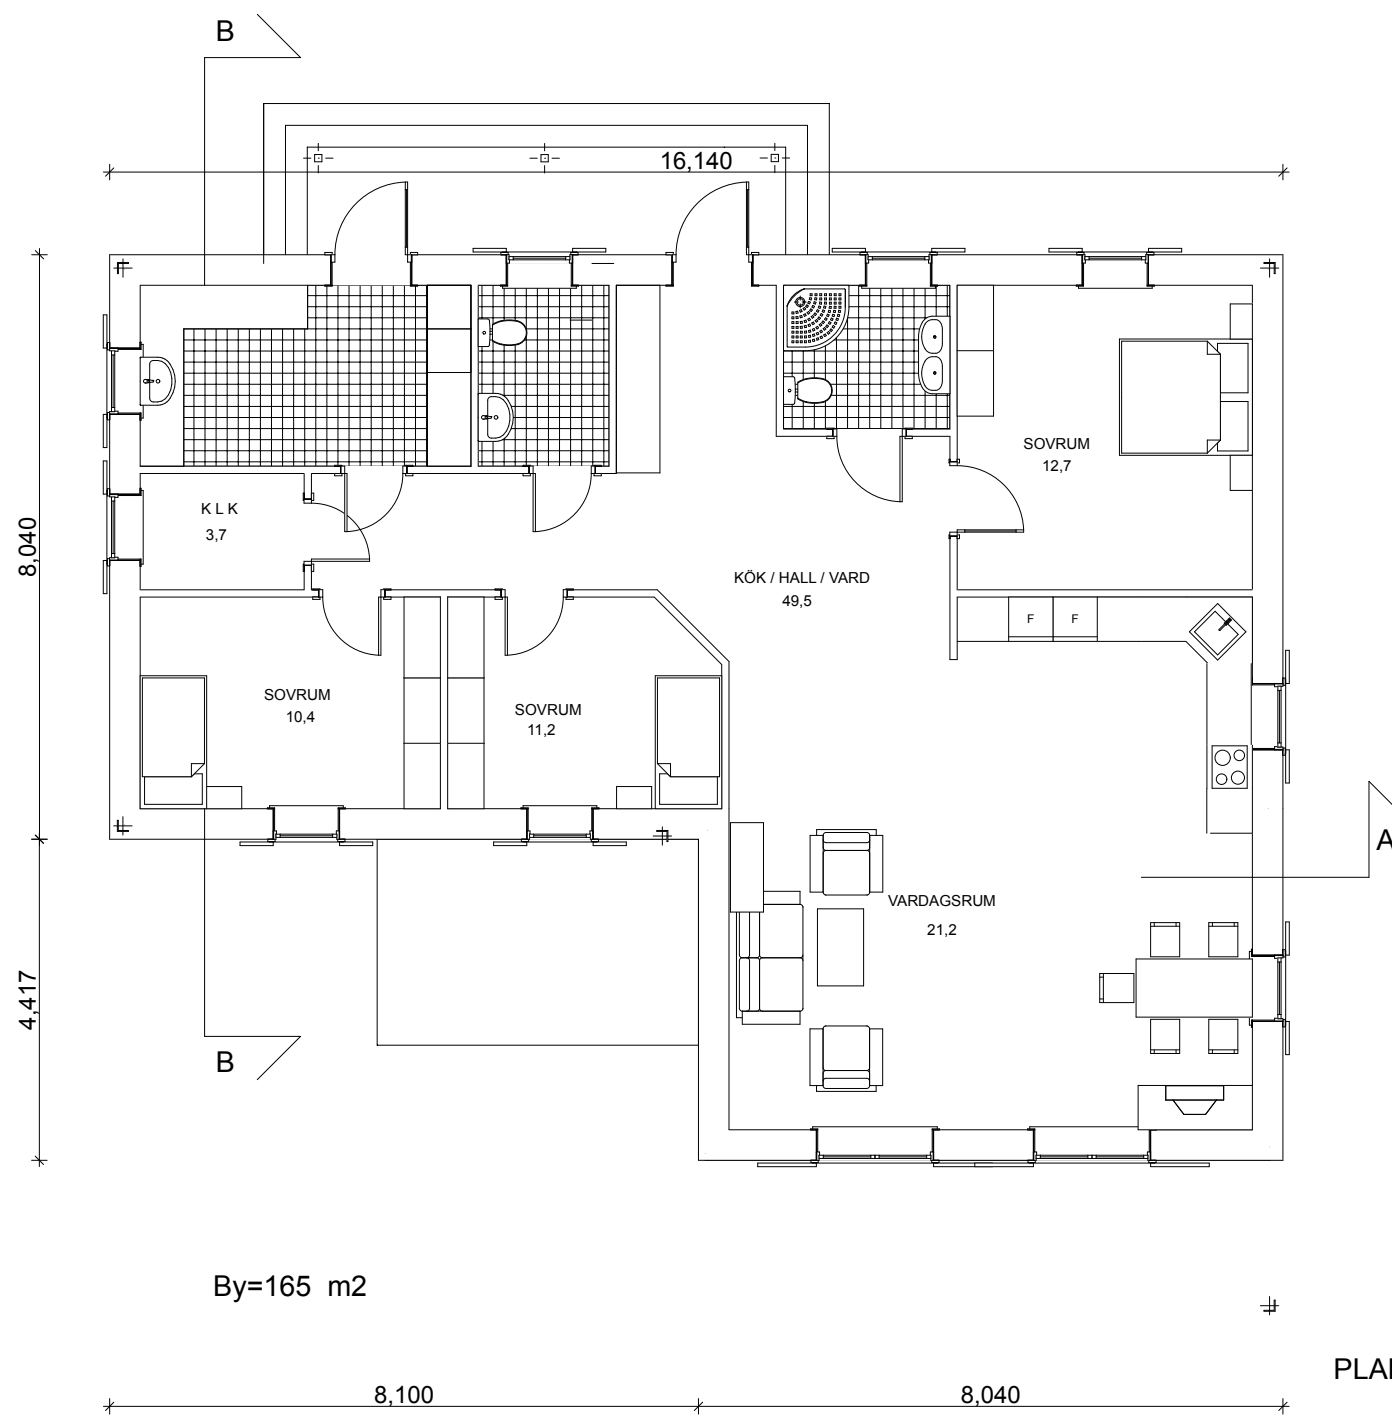 B
16,140
SOVRUM
12,7
K L K
3,7
8,040
KÖK / HALL / VARD
49,5
F
F
SOVRUM
10,4
SOVRUM
11,2
A
VARDAGSRUM
21,2
4,417
B
By=165 m2
PLAN
8,100
8,040